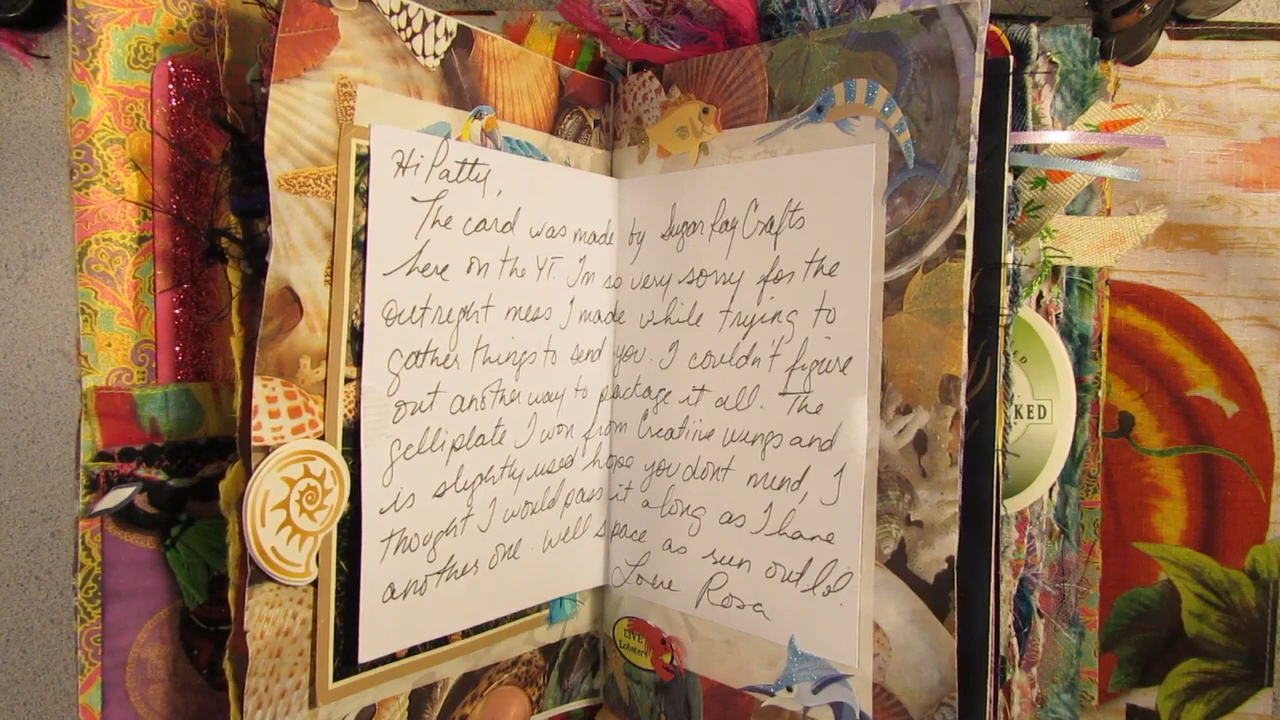 Hi Patty,
The card was made by Sugar Ray Crafts
here on the YT. I'm so very sorry for the
outright mess I made while trying to
gather things to send you. I couldn't figure
out another way to package it all. The
gelliplate I won from Creative wings and
is slightly used hope you dont mind, I
thought I would pass it along as I have
another one. Well space as run out lol.
Love Rosa
LIVE
Lobsters
KED